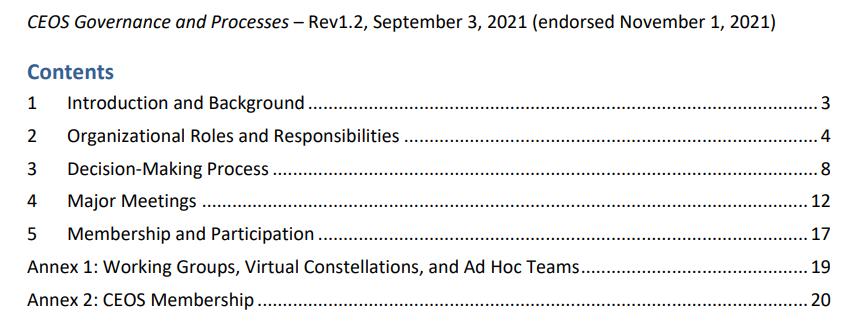 CEOS Governance and Processes – Rev1.2, September 3, 2021 (endorsed November 1, 2021)
Contents
1 Introduction and Background ........ 3
2 Organizational Roles and Responsibilities ........ 4
3 Decision-Making Process ........ 8
4 Major Meetings ........ 12
5 Membership and Participation ........ 17
Annex 1: Working Groups, Virtual Constellations, and Ad Hoc Teams ........ 19
Annex 2: CEOS Membership ........ 20